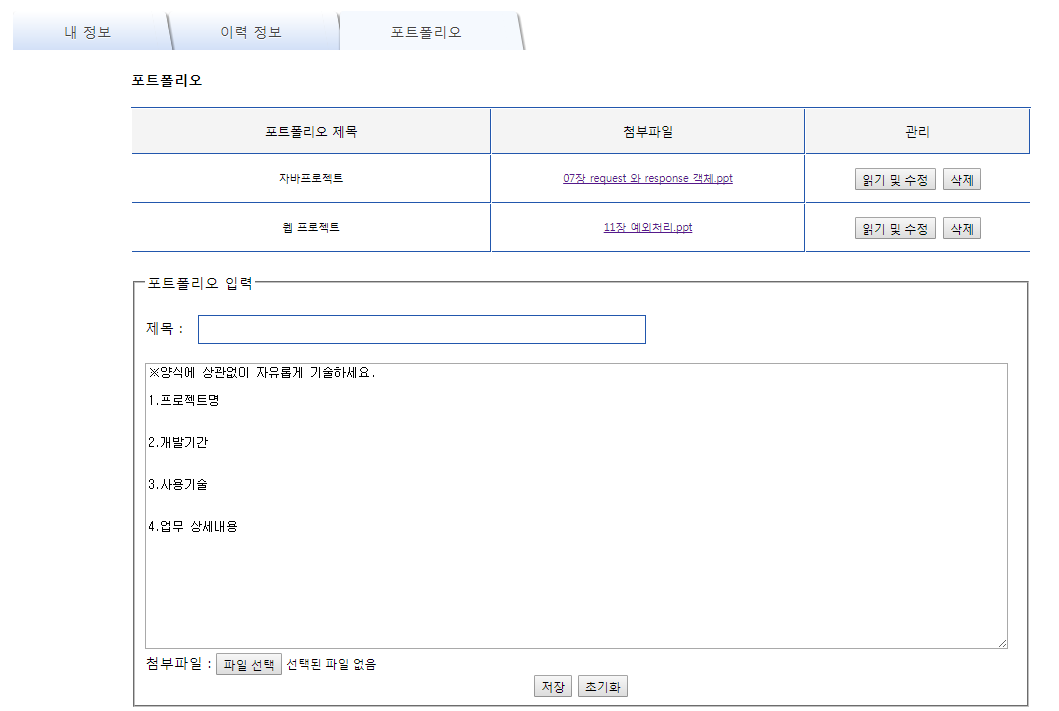 내 정보 이력 정보 포트폴리오
포트폴리오
포트폴리오 제목 첨부파일 관리
자바프로젝트 07장 request 와 response 객체.ppt 읽기 및 수정 삭제
웹 프로젝트 11장 예외처리.ppt 읽기 및 수정 삭제
포트폴리오 입력
제목 :
※양식에 상관없이 자유롭게 기술하세요.
1.프로젝트명
2.개발기간
3.사용기술
4.업무 상세내용
첨부파일 : 파일 선택 선택된 파일 없음
저장 초기화